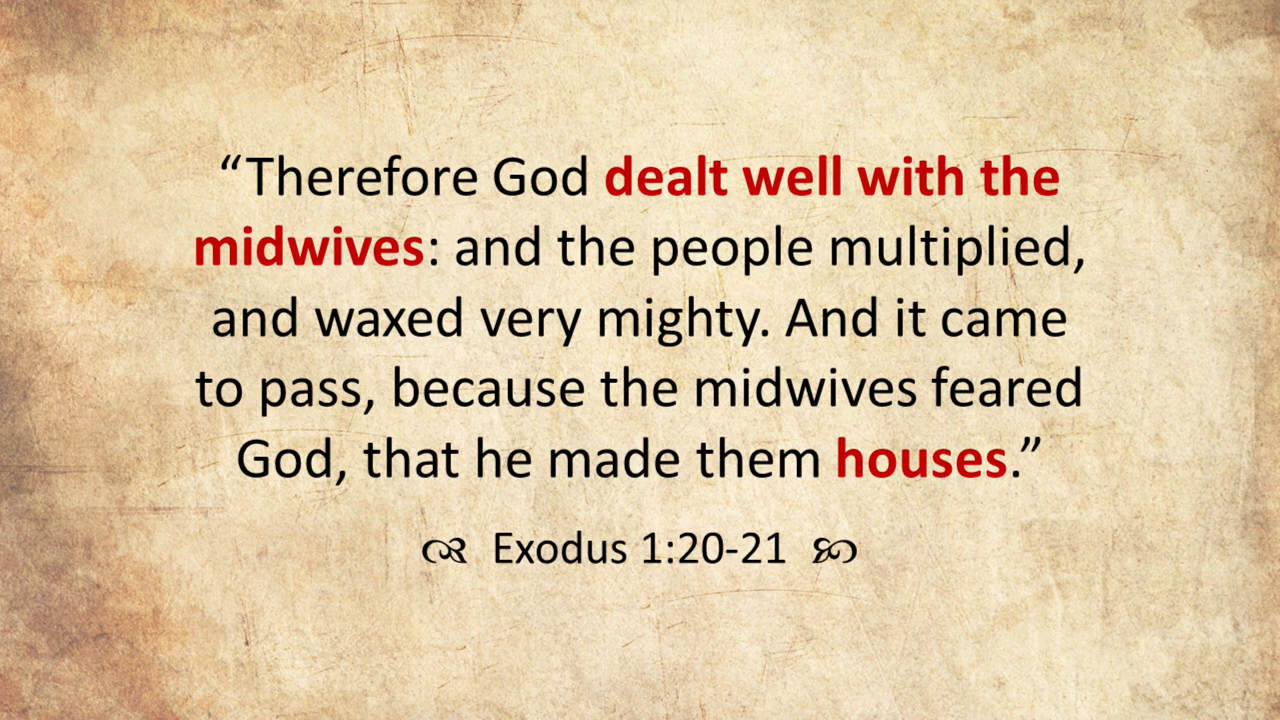 “Therefore God dealt well with the
midwives: and the people multiplied,
and waxed very mighty. And it came
to pass, because the midwives feared
God, that he made them houses.”
Exodus 1:20-21